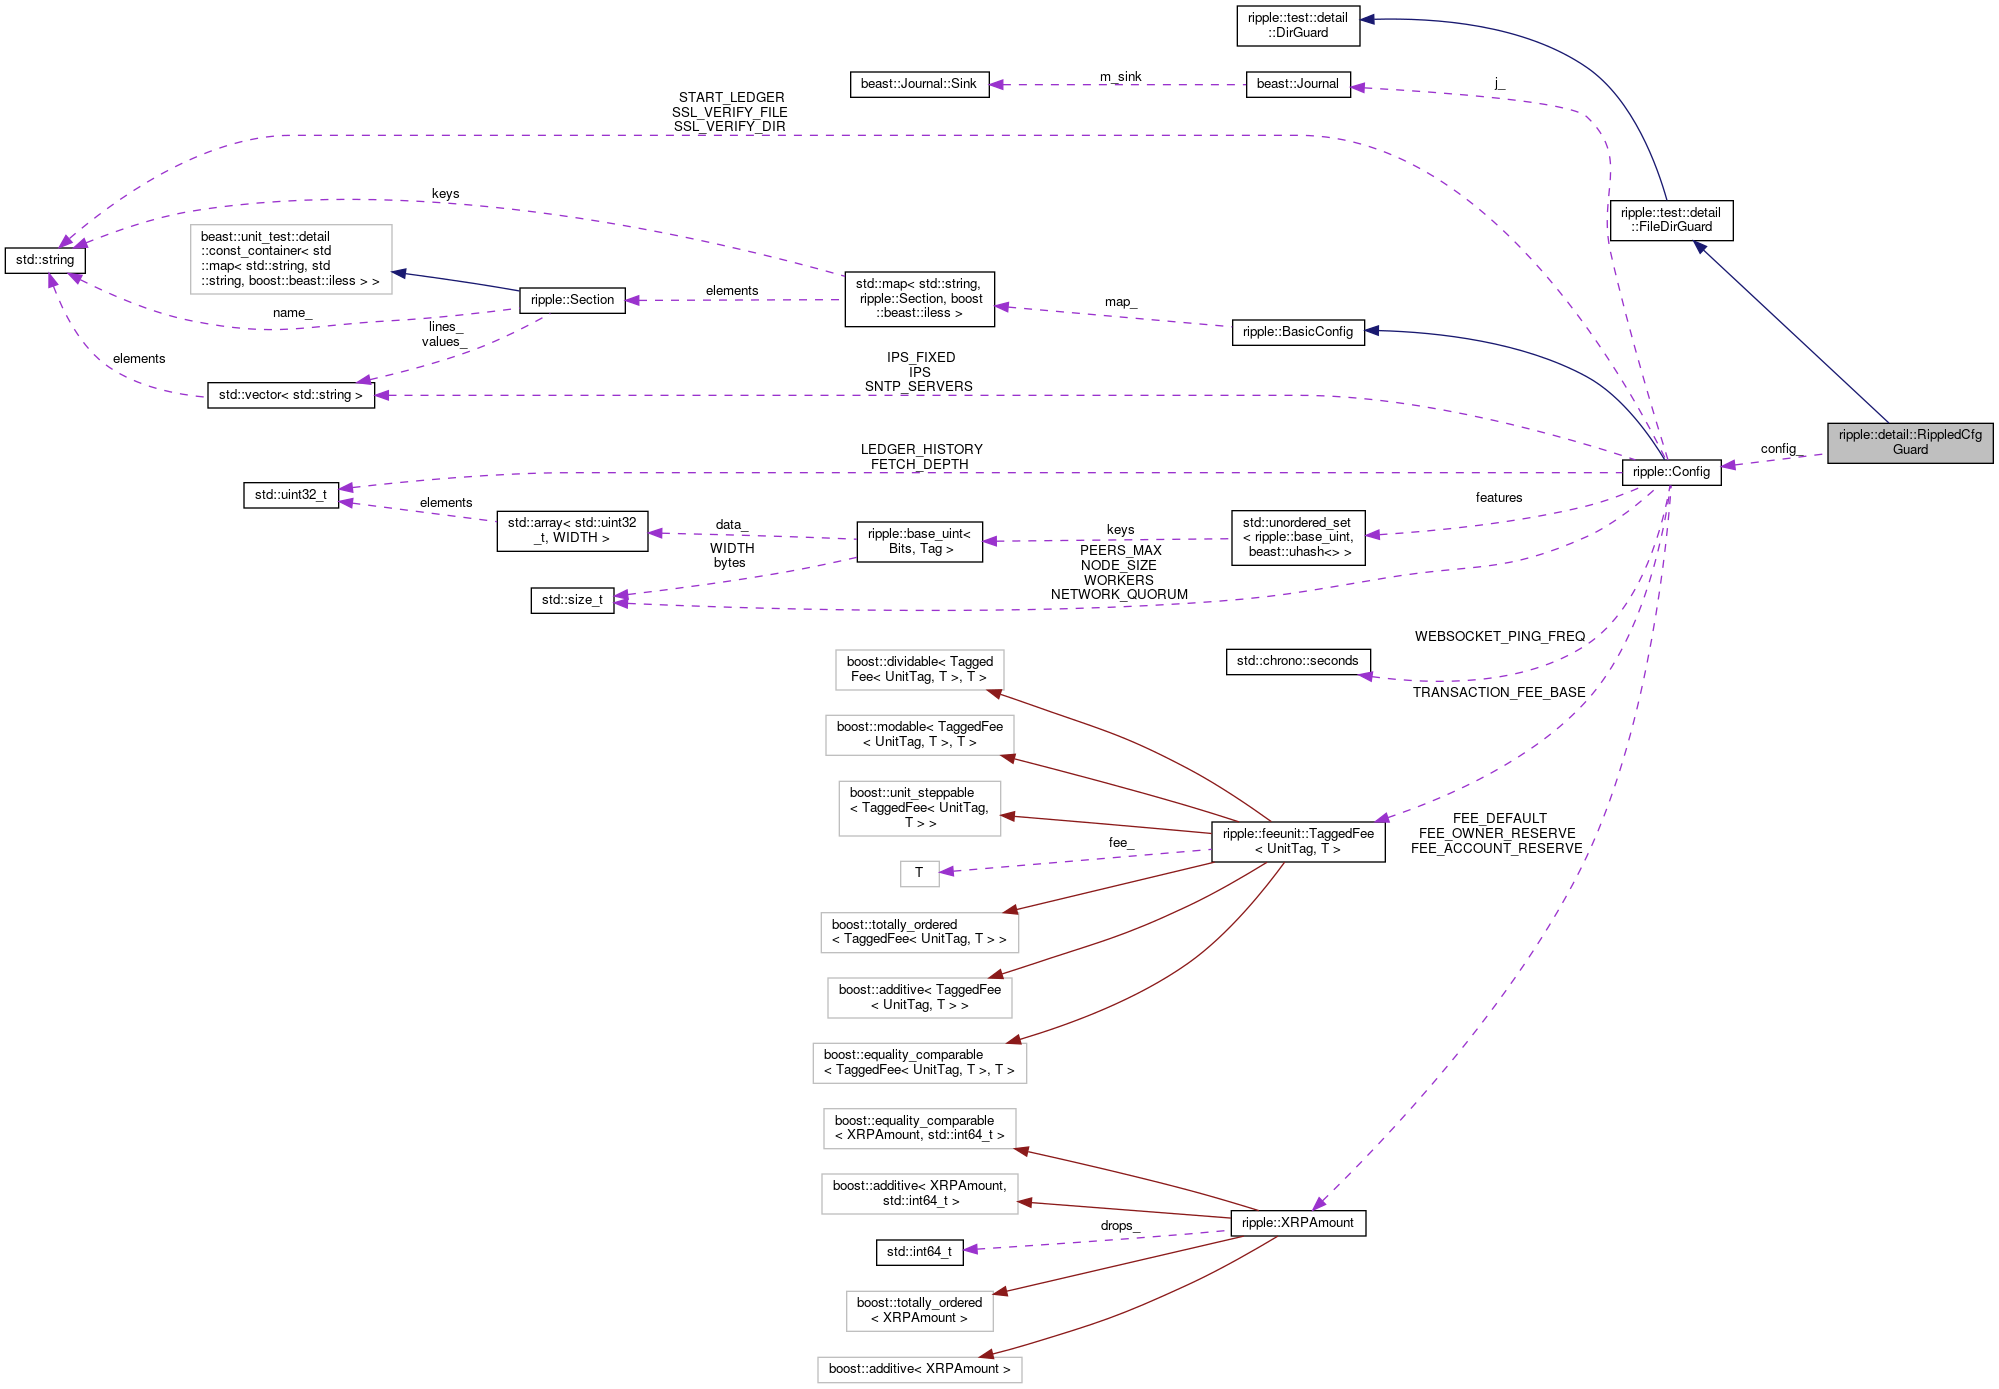 ripple::test::detail
::DirGuard
beast::Journal::Sink
m_sink
beast::Journal
j_
START_LEDGER
SSL_VERIFY_FILE
SSL_VERIFY_DIR
keys
ripple::test::detail
::FileDirGuard
beast::unit_test::detail
::const_container< std
::map< std::string, std
::string, boost::beast::iless > >
std::string
name_
ripple::Section
elements
std::map< std::string,
ripple::Section, boost
::beast::iless >
map_
ripple::BasicConfig
lines_
values_
elements
std::vector< std::string >
IPS_FIXED
IPS
SNTP_SERVERS
ripple::detail::RippledCfg
Guard
config_
ripple::Config
LEDGER_HISTORY
FETCH_DEPTH
std::uint32_t
elements
std::array< std::uint32
_t, WIDTH >
data_
ripple::base_uint<
Bits, Tag >
keys
std::unordered_set
< ripple::base_uint,
beast::uhash<> >
features
WIDTH
bytes
std::size_t
PEERS_MAX
NODE_SIZE
WORKERS
NETWORK_QUORUM
WEBSOCKET_PING_FREQ
std::chrono::seconds
TRANSACTION_FEE_BASE
boost::dividable< Tagged
Fee< UnitTag, T >, T >
boost::modable< TaggedFee
< UnitTag, T >, T >
boost::unit_steppable
< TaggedFee< UnitTag,
T > >
fee_
T
ripple::feeunit::TaggedFee
< UnitTag, T >
FEE_DEFAULT
FEE_OWNER_RESERVE
FEE_ACCOUNT_RESERVE
boost::totally_ordered
< TaggedFee< UnitTag, T > >
boost::additive< TaggedFee
< UnitTag, T > >
boost::equality_comparable
< TaggedFee< UnitTag, T >, T >
boost::equality_comparable
< XRPAmount, std::int64_t >
boost::additive< XRPAmount,
std::int64_t >
drops_
std::int64_t
ripple::XRPAmount
boost::totally_ordered
< XRPAmount >
boost::additive< XRPAmount >